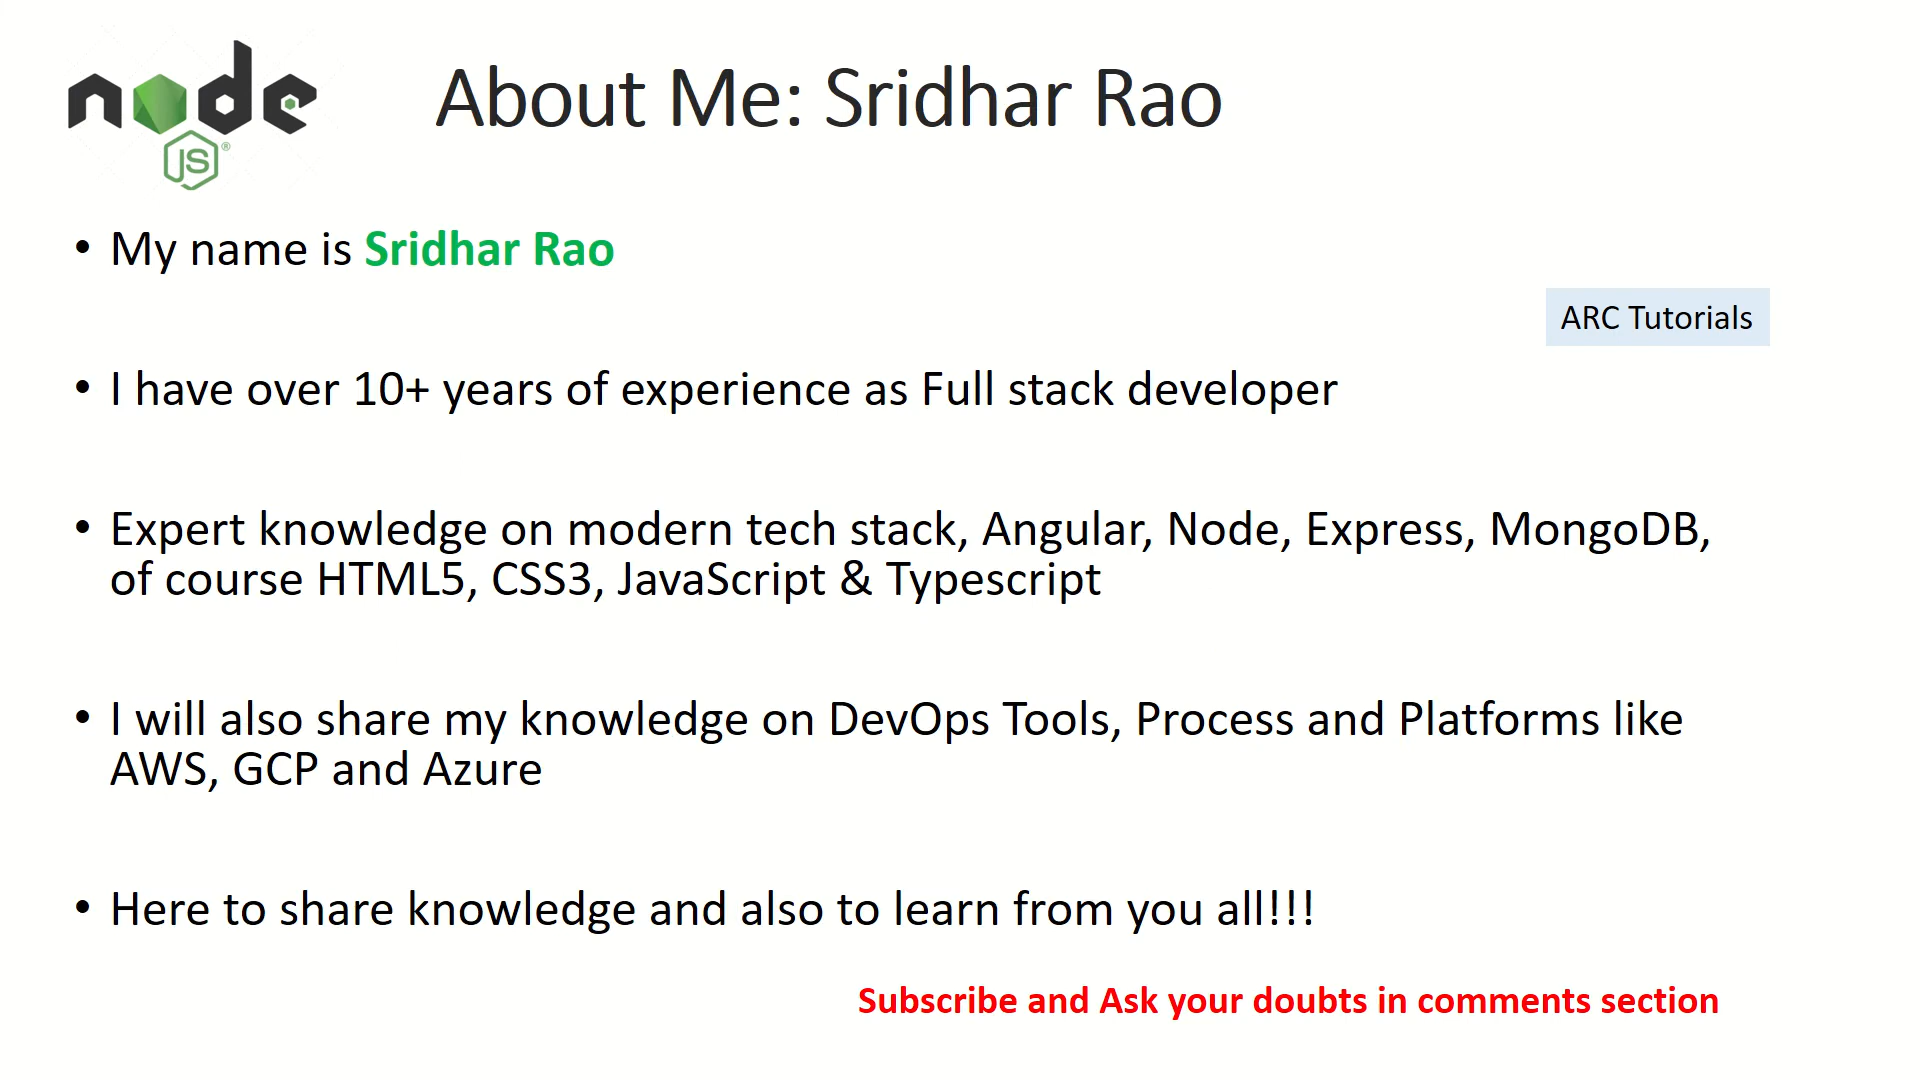 node
JS®
About Me: Sridhar Rao
• My name is Sridhar Rao
ARC Tutorials
• I have over 10+ years of experience as Full stack developer
• Expert knowledge on modern tech stack, Angular, Node, Express, MongoDB,
of course HTML5, CSS3, JavaScript & Typescript
• I will also share my knowledge on DevOps Tools, Process and Platforms like
AWS, GCP and Azure
• Here to share knowledge and also to learn from you all!!!
Subscribe and Ask your doubts in comments section